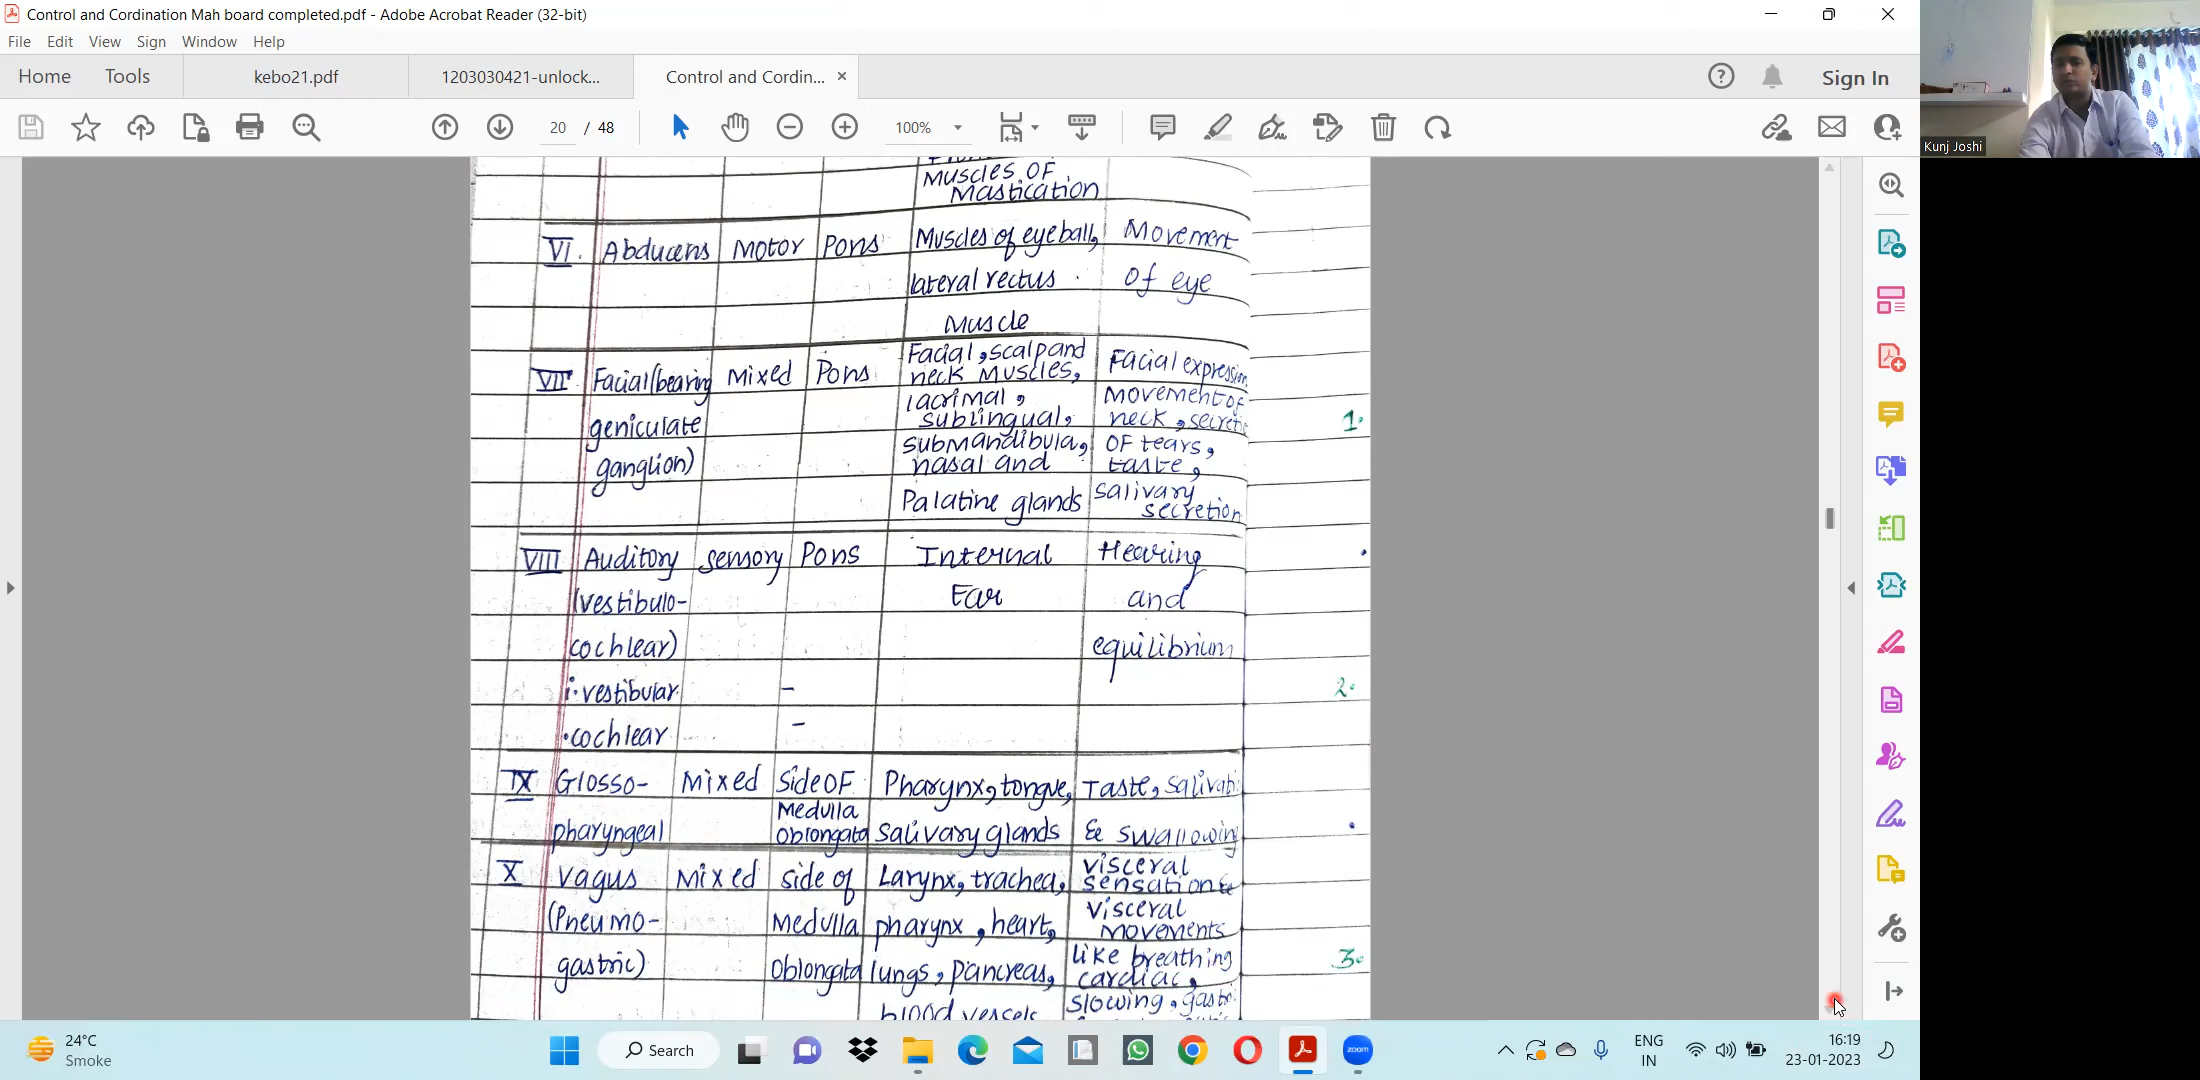 Control and Cordination Mah board completed.pdf - Adobe Acrobat Reader (32-bit)
File Edit View Sign Window Help
Home Tools kebo21.pdf 1203030421-unlock... Control and Cordin... × Sign In
20 / 48 100%
Kunj Joshi
Muscles OF
Mastication
VI. Abducens Motor Pons Muscles of eyeball, Movement
lateral rectus of eye
Muscle
VII Facial (bearing Mixed Pons Facial, scalp and Facial expression
neck Muscles,
geniculate lacrimal, Movement of
sublingual, neck, secreti
ganglion) submandibula, OF tears,
nasal and taste,
Palatine glands salivary
secretion
1.
VIII Auditory sensory Pons Internal Hearing
(vestibulo- Ear and
cochlear) equilibrium
i. vestibular - 2.
.cochlear -
IX Glosso- Mixed Side OF Pharynx, tongue, Taste, salivati
Medulla
pharyngeal oblongata salivary glands & swallowing
X Vagus Mixed side of Larynx, trachea, visceral
sensation &
(Pneumo- Medulla pharynx, heart, visceral
movements
gastric) Oblongata lungs, pancreas, like breathing
cardiac, 3.
blood vessels slowing, gast
24°C
Smoke
Search
zoom
ENG
IN
16:19
23-01-2023